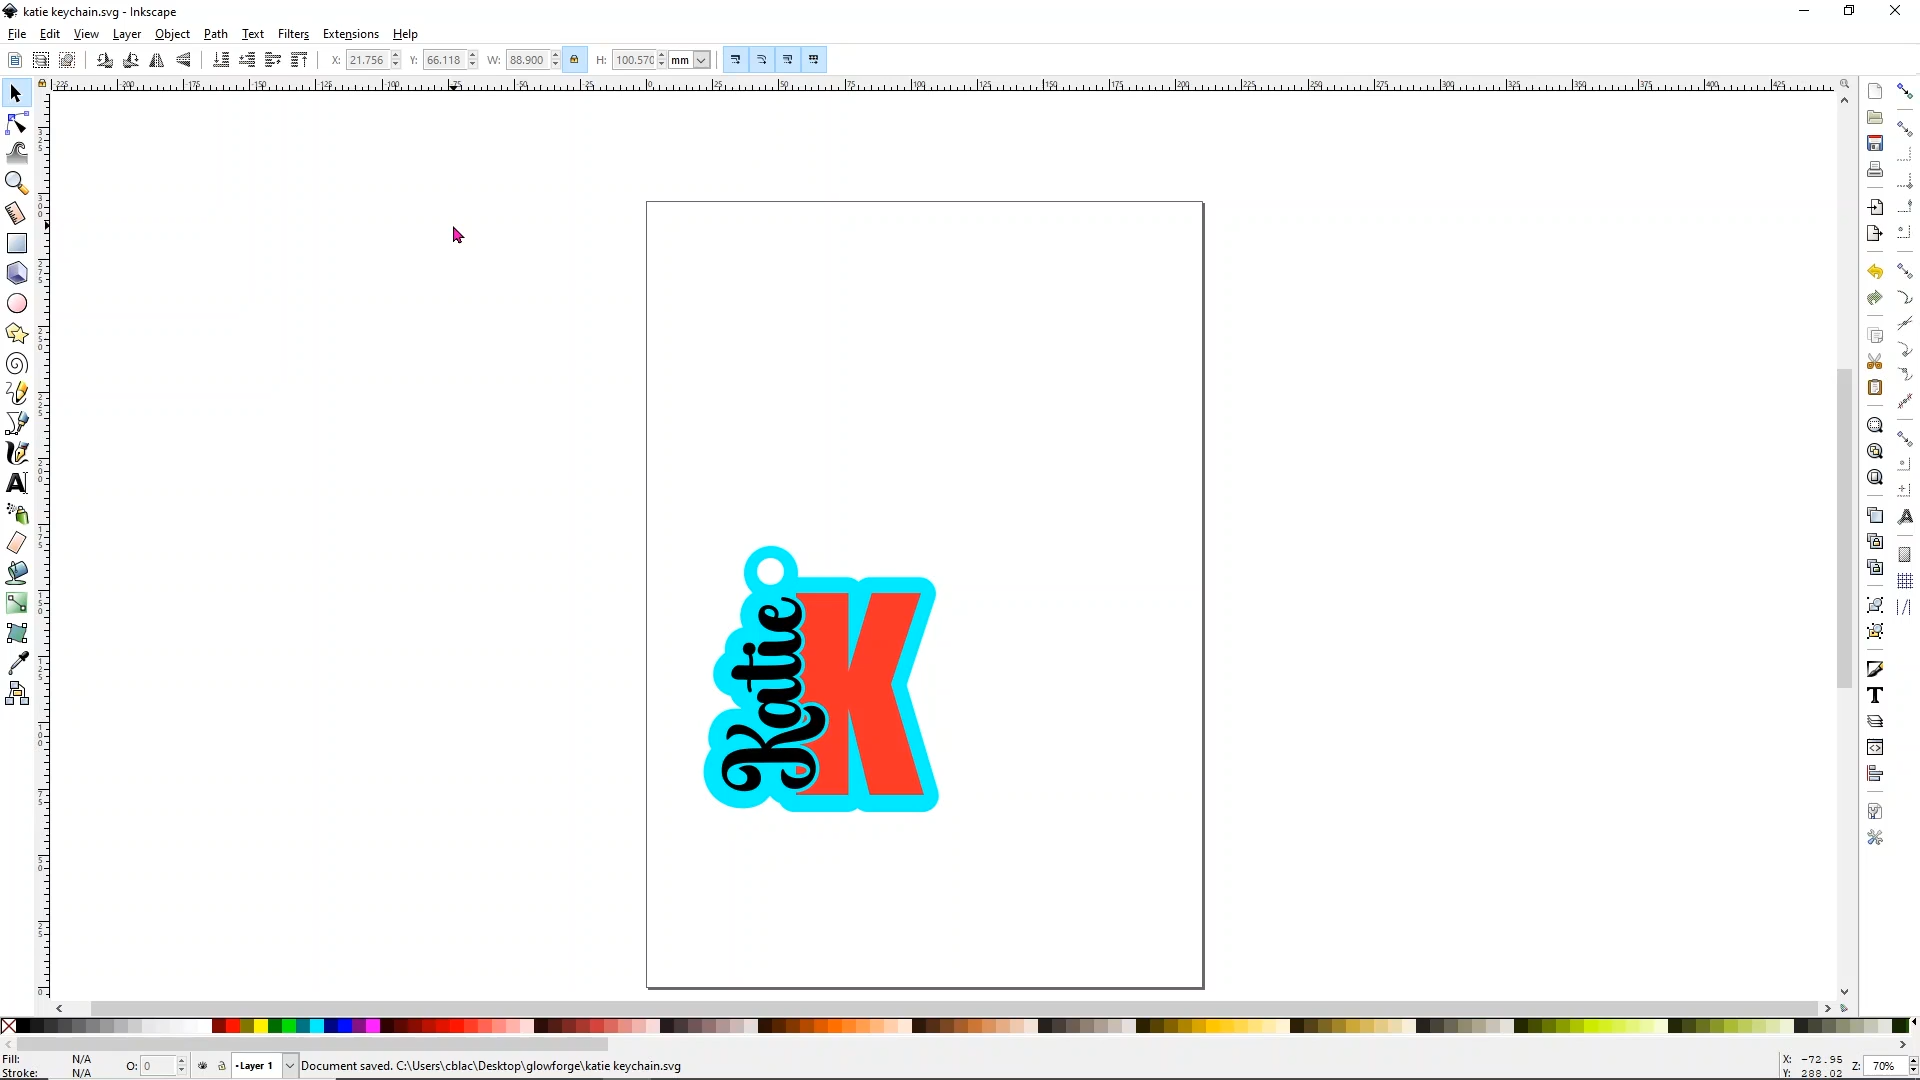 katie keychain.svg - Inkscape
File Edit View Layer Object Path Text Filters Extensions Help
X: 21.756 Y: 66.118 W: 88.900 H: 100.570 mm
Katie
K
Fill: N/A
Stroke: N/A
O: 0
-Layer 1
Document saved. C:\Users\cblac\Desktop\glowforge\katie keychain.svg
X: -72.95
Y: 288.02
Z: 70%